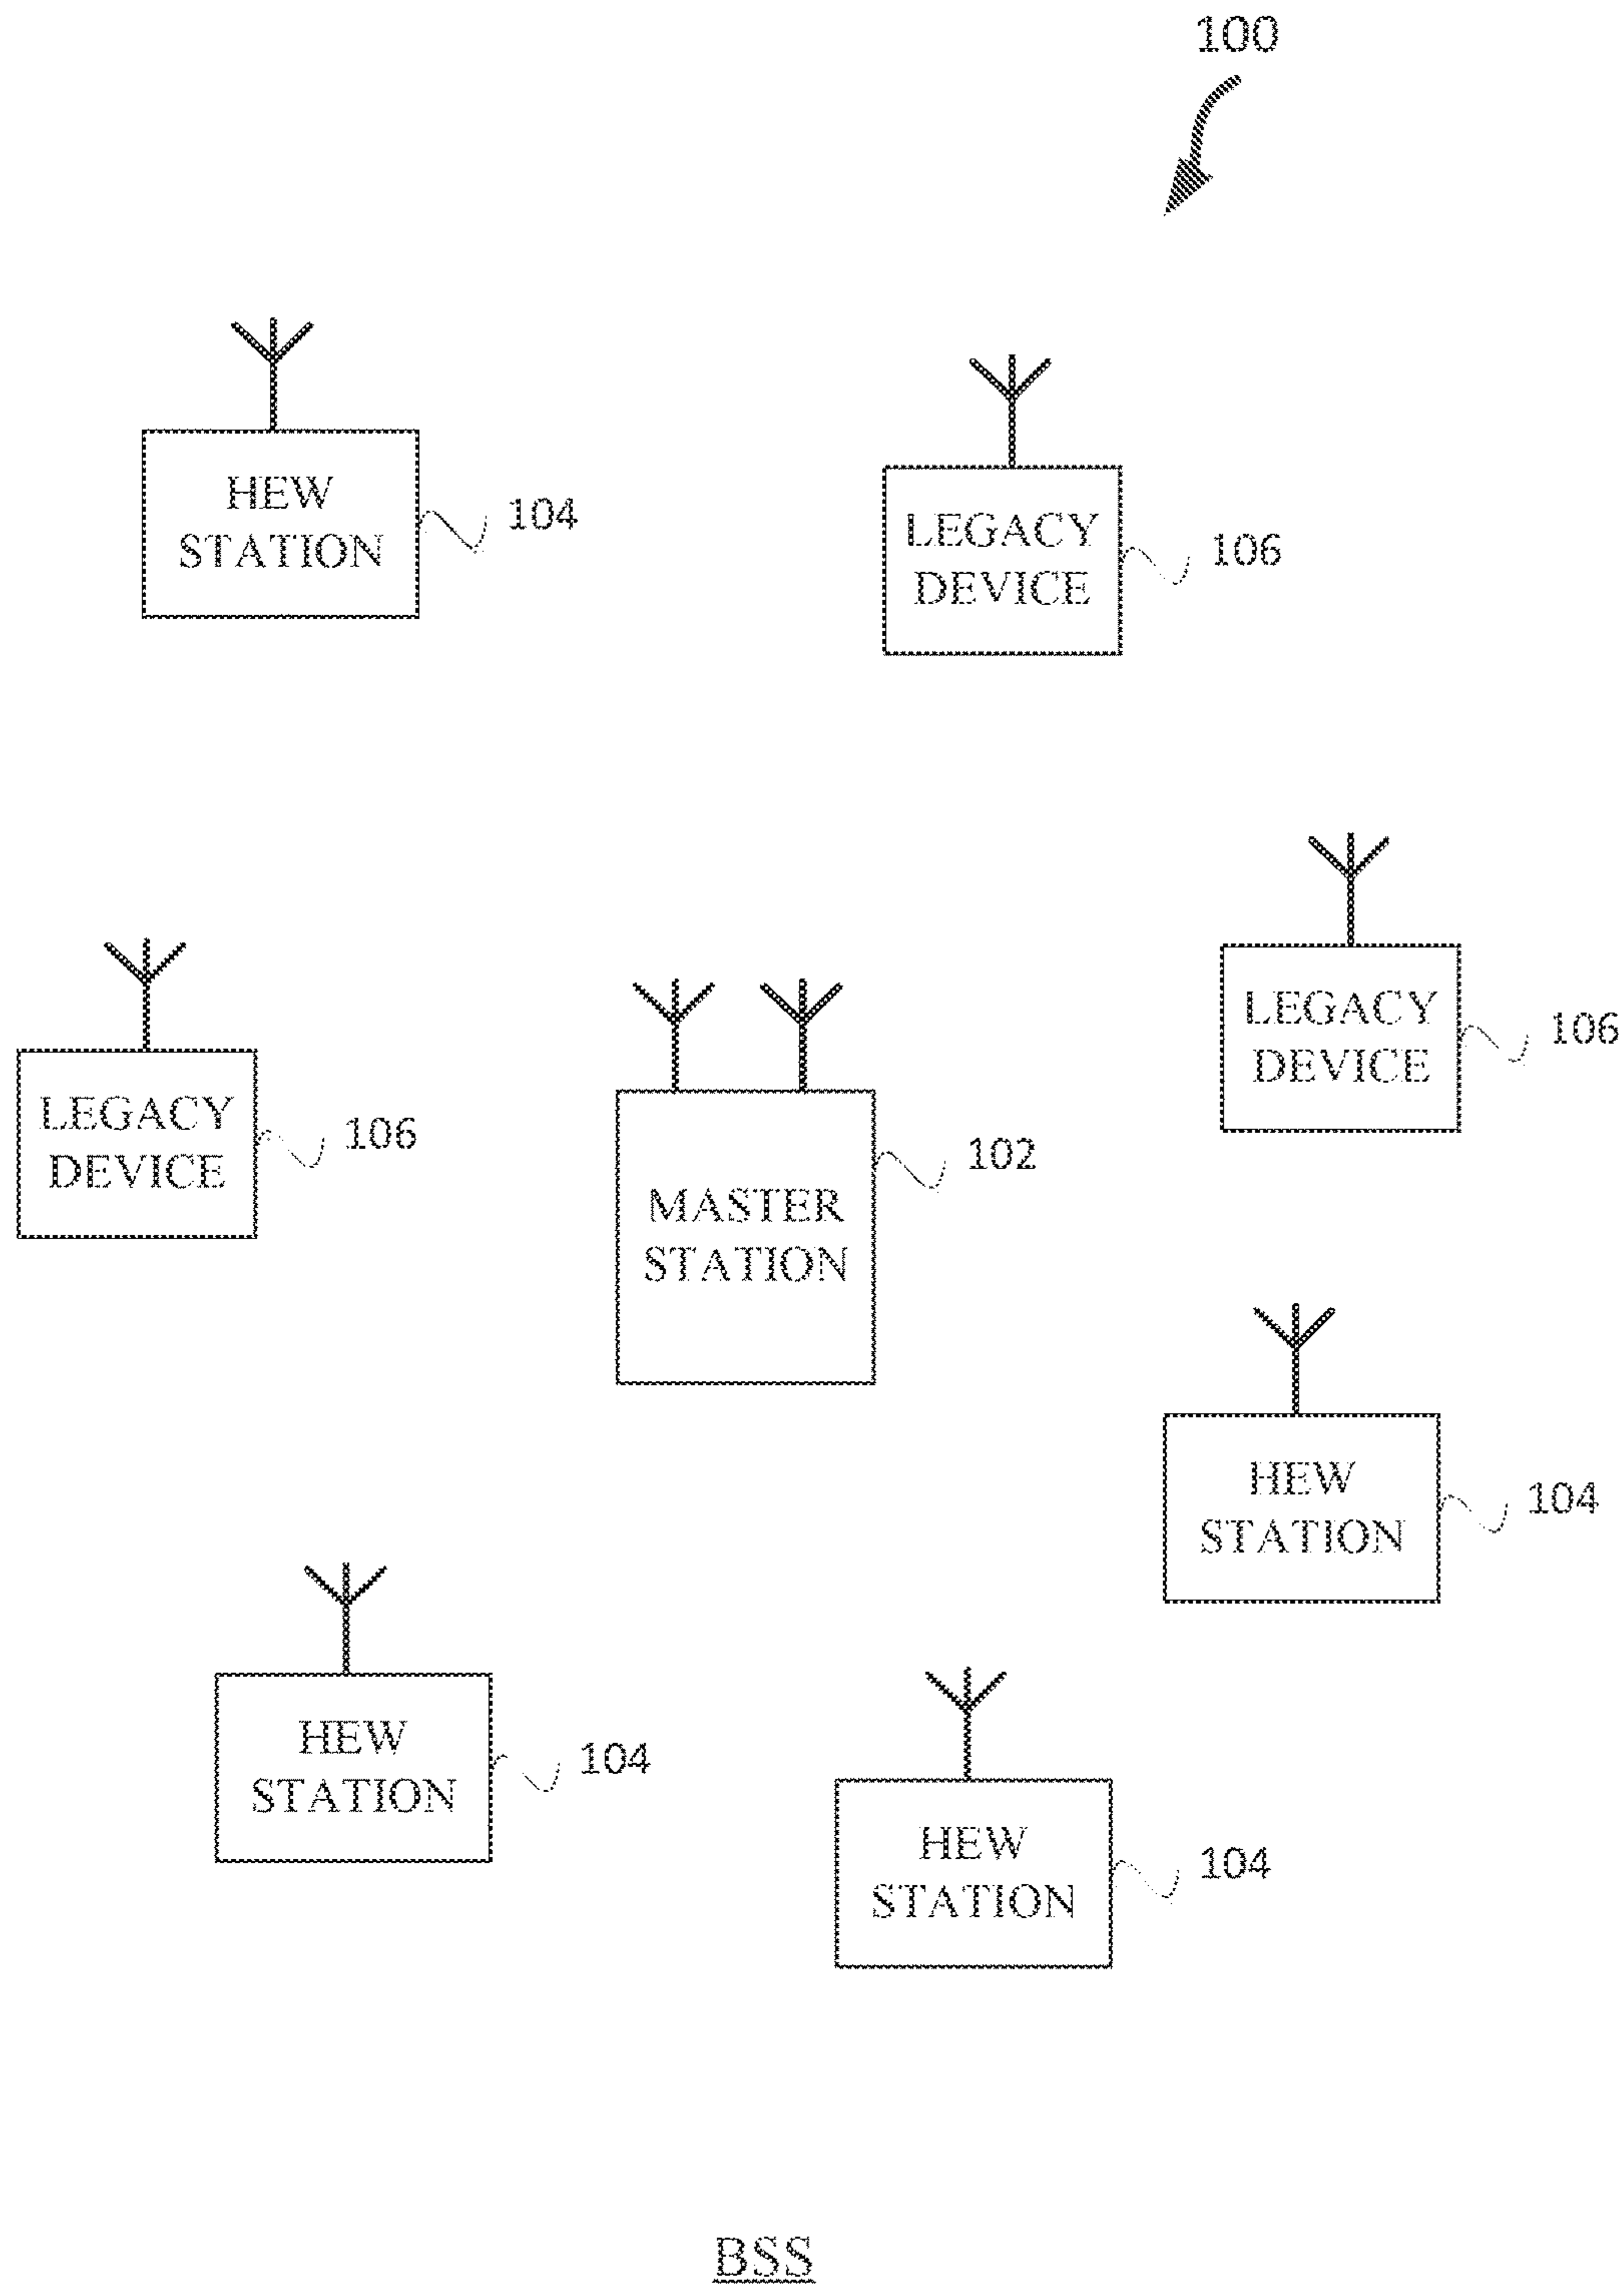 100
HEW
STATION
104
LEGACY
DEVICE
106
LEGACY
DEVICE
106
LEGACY
DEVICE
106
MASTER
STATION
102
HEW
STATION
104
HEW
STATION
104
HEW
STATION
104
BSS